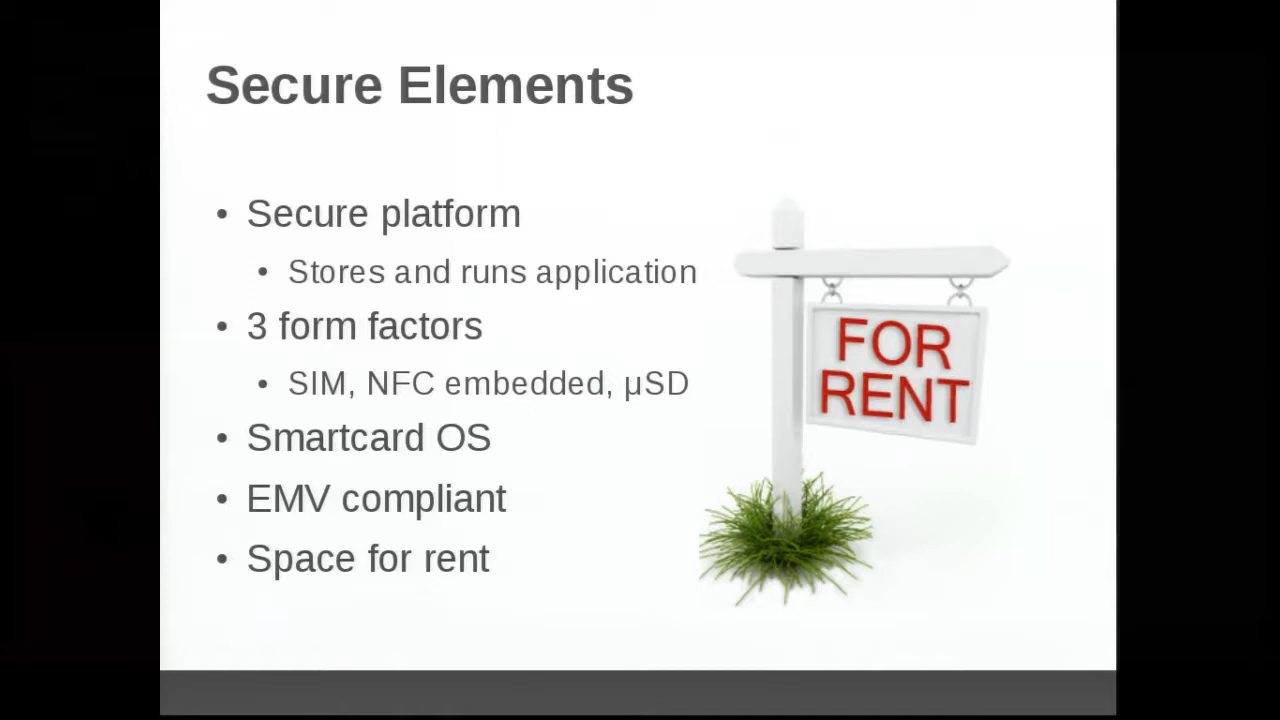 Secure Elements
• Secure platform
• Stores and runs application
• 3 form factors
• SIM, NFC embedded, µSD
• Smartcard OS
• EMV compliant
• Space for rent
FOR
RENT